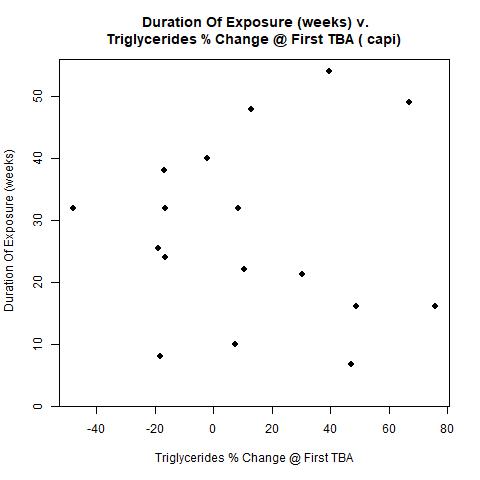 Duration Of Exposure (weeks) v.
Triglycerides % Change @ First TBA ( capi)
Duration Of Exposure (weeks)
50
40
30
20
10
0
-40 -20 0 20 40 60 80
Triglycerides % Change @ First TBA